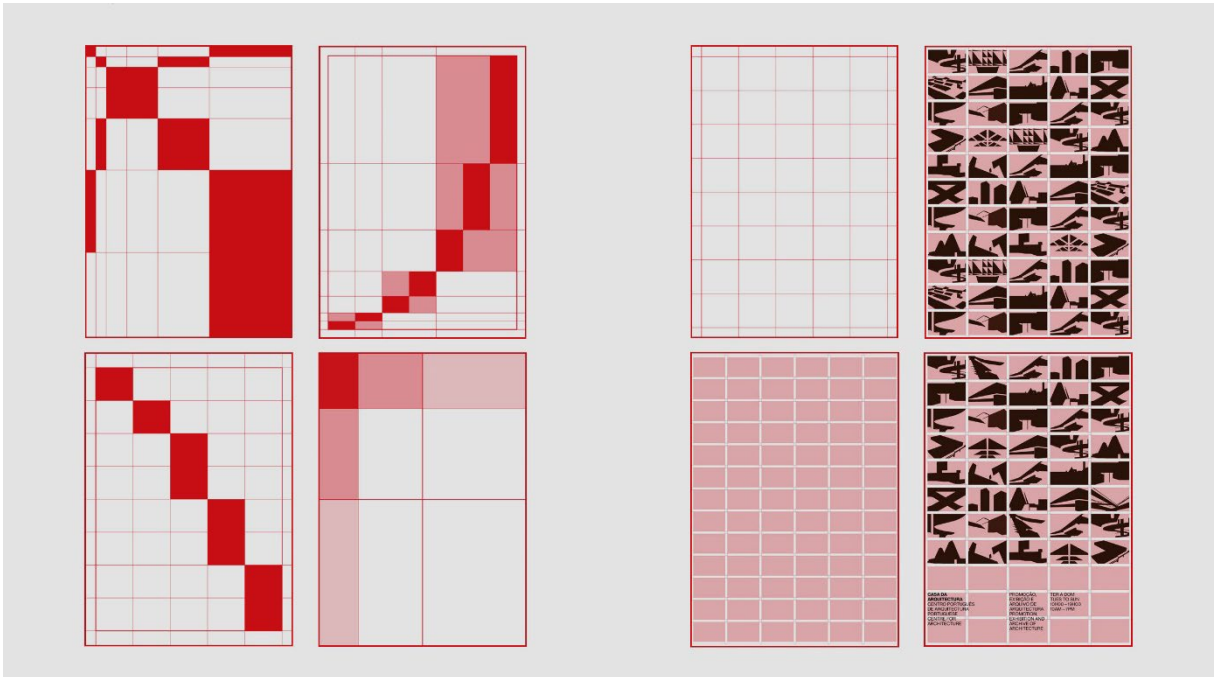 CASA DA
ARQUITECTURA
CENTRO PORTUGUÊS
DE ARQUITECTURA
PORTUGUESE
CENTRE FOR
ARCHITECTURE
PROMOÇÃO,
EXIBIÇÃO E
ARQUIVO DE
ARQUITECTURA
PROMOTION,
EXHIBITION AND
ARCHIVE OF
ARCHITECTURE
TER A DOM
TUES TO SUN
10H00—19H00
10AM – 7PM